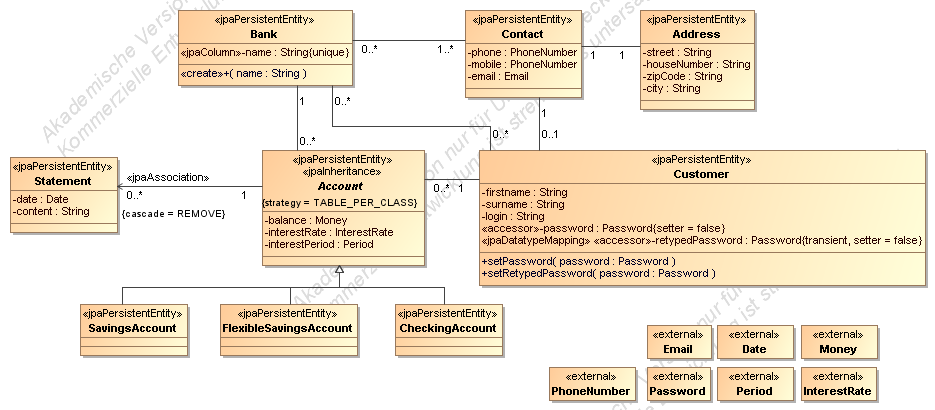 «jpaPersistentEntity»
Bank
«jpaColumn»-name : String{unique}
«create»+( name : String )
0..*
1..*
«jpaPersistentEntity»
Contact
-phone : PhoneNumber
-mobile : PhoneNumber
-email : Email
1
1
«jpaPersistentEntity»
Address
-street : String
-houseNumber : String
-zipCode : String
-city : String
1
0..*
0..*
0..*
1
0..1
«jpaPersistentEntity»
Statement
-date : Date
-content : String
«jpaAssociation»
0..*
1
{cascade = REMOVE}
«jpaPersistentEntity»
«jpaInheritance»
Account
{strategy = TABLE_PER_CLASS}
-balance : Money
-interestRate : InterestRate
-interestPeriod : Period
0..*
1
«jpaPersistentEntity»
Customer
-firstname : String
-surname : String
-login : String
«accessor»-password : Password{setter = false}
«jpaDatatypeMapping» «accessor»-retypedPassword : Password{transient, setter = false}
+setPassword( password : Password )
+setRetypedPassword( password : Password )
«jpaPersistentEntity»
SavingsAccount
«jpaPersistentEntity»
FlexibleSavingsAccount
«jpaPersistentEntity»
CheckingAccount
«external»
Email
«external»
Date
«external»
Money
«external»
PhoneNumber
«external»
Password
«external»
Period
«external»
InterestRate
Akademische Version
Kommerzielle